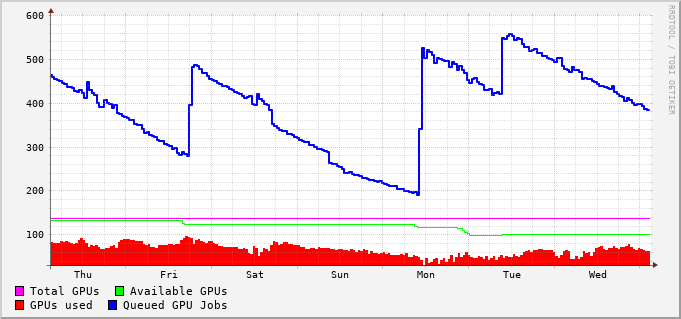 600
500
400
300
200
100
Thu Fri Sat Sun Mon Tue Wed
Total GPUs Available GPUs
GPUs used Queued GPU Jobs
RRDTOOL / TOBI OETIKER